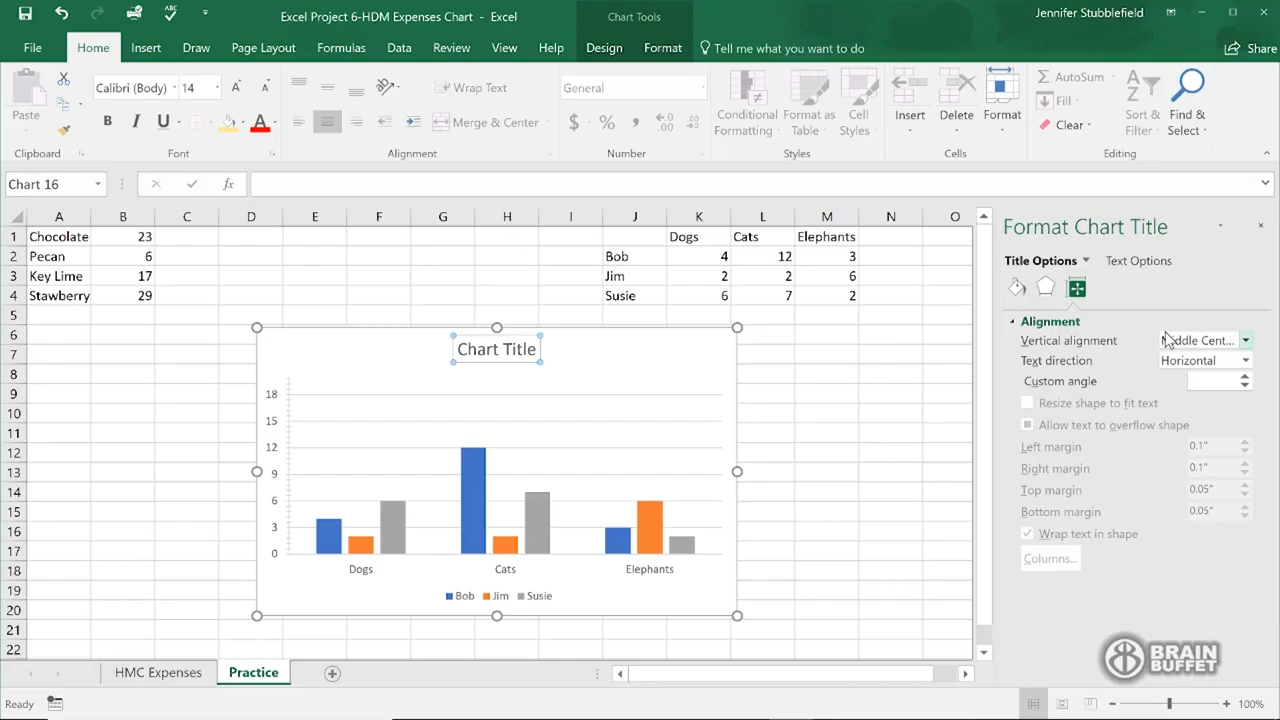 Excel Project 6-HDM Expenses Chart - Excel
Chart Tools
Jennifer Stubblefield
File Home Insert Draw Page Layout Formulas Data Review View Help Design Format Tell me what you want to do Share
Paste
Calibri (Body) 14
B I U A
Wrap Text
Merge & Center
General
$ % ,
Conditional Formatting
Format as Table
Cell Styles
Insert Delete Format
AutoSum
Fill
Clear
Sort & Filter
Find & Select
Clipboard Font Alignment Number Styles Cells Editing
Chart 16 fx
A B C D E F G H I J K L M N O
1 Chocolate 23 Dogs Cats Elephants
2 Pecan 6 Bob 4 12 3
3 Key Lime 17 Jim 2 2 6
4 Stawberry 29 Susie 6 7 2
5
6
7
8
9
10
11
12
13
14
15
16
17
18
19
20
21
22
Chart Title
18
15
12
9
6
3
0
Dogs Cats Elephants
Bob Jim Susie
Format Chart Title
Title Options Text Options
Alignment
Vertical alignment Middle Cent...
Text direction Horizontal
Custom angle
Resize shape to fit text
Allow text to overflow shape
Left margin 0.1"
Right margin 0.1"
Top margin 0.05"
Bottom margin 0.05"
Wrap text in shape
Columns...
BRAIN
BUFFET
HMC Expenses Practice
Ready 100%